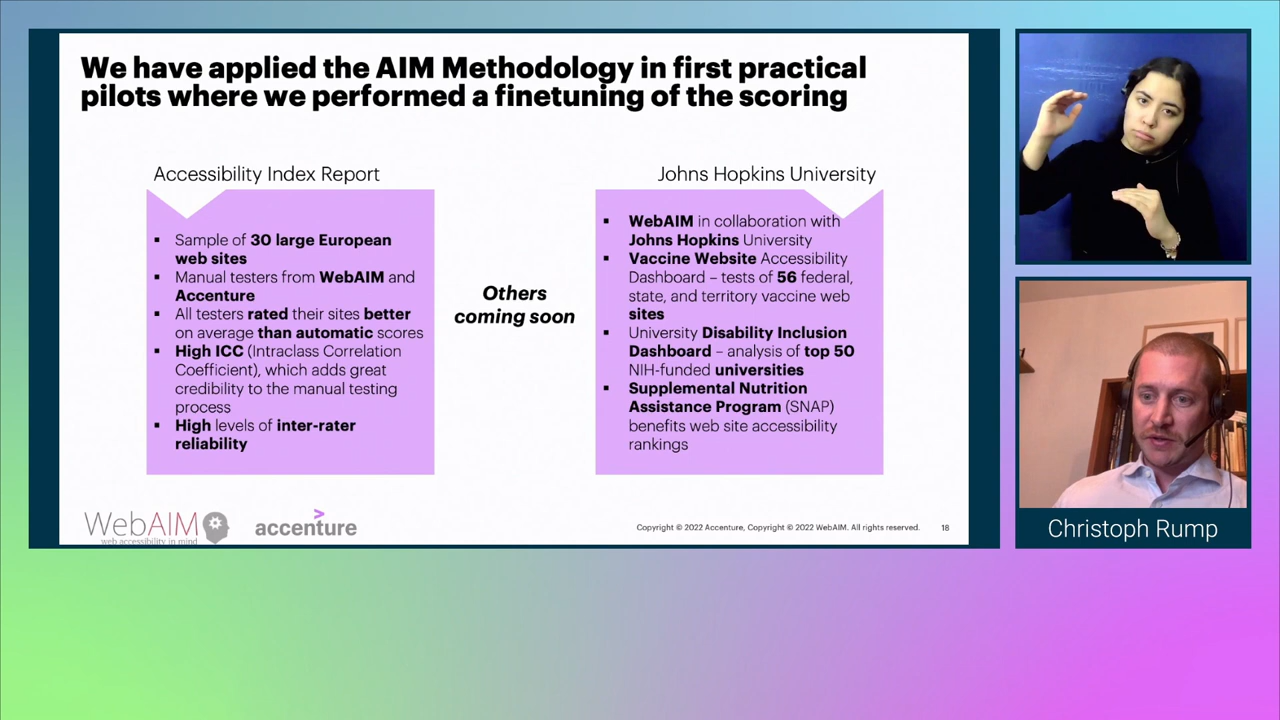 We have applied the AIM Methodology in first practical
pilots where we performed a finetuning of the scoring
Accessibility Index Report
▪ Sample of 30 large European
web sites
▪ Manual testers from WebAIM and
Accenture
▪ All testers rated their sites better
on average than automatic scores
▪ High ICC (Intraclass Correlation
Coefficient), which adds great
credibility to the manual testing
process
▪ High levels of inter-rater
reliability
Others
coming soon
Johns Hopkins University
▪ WebAIM in collaboration with
Johns Hopkins University
▪ Vaccine Website Accessibility
Dashboard – tests of 56 federal,
state, and territory vaccine web
sites
▪ University Disability Inclusion
Dashboard – analysis of top 50
NIH-funded universities
▪ Supplemental Nutrition
Assistance Program (SNAP)
benefits web site accessibility
rankings
WebAIM
web accessibility in mind
accenture
Copyright © 2022 Accenture, Copyright © 2022 WebAIM. All rights reserved. 18
Christoph Rump